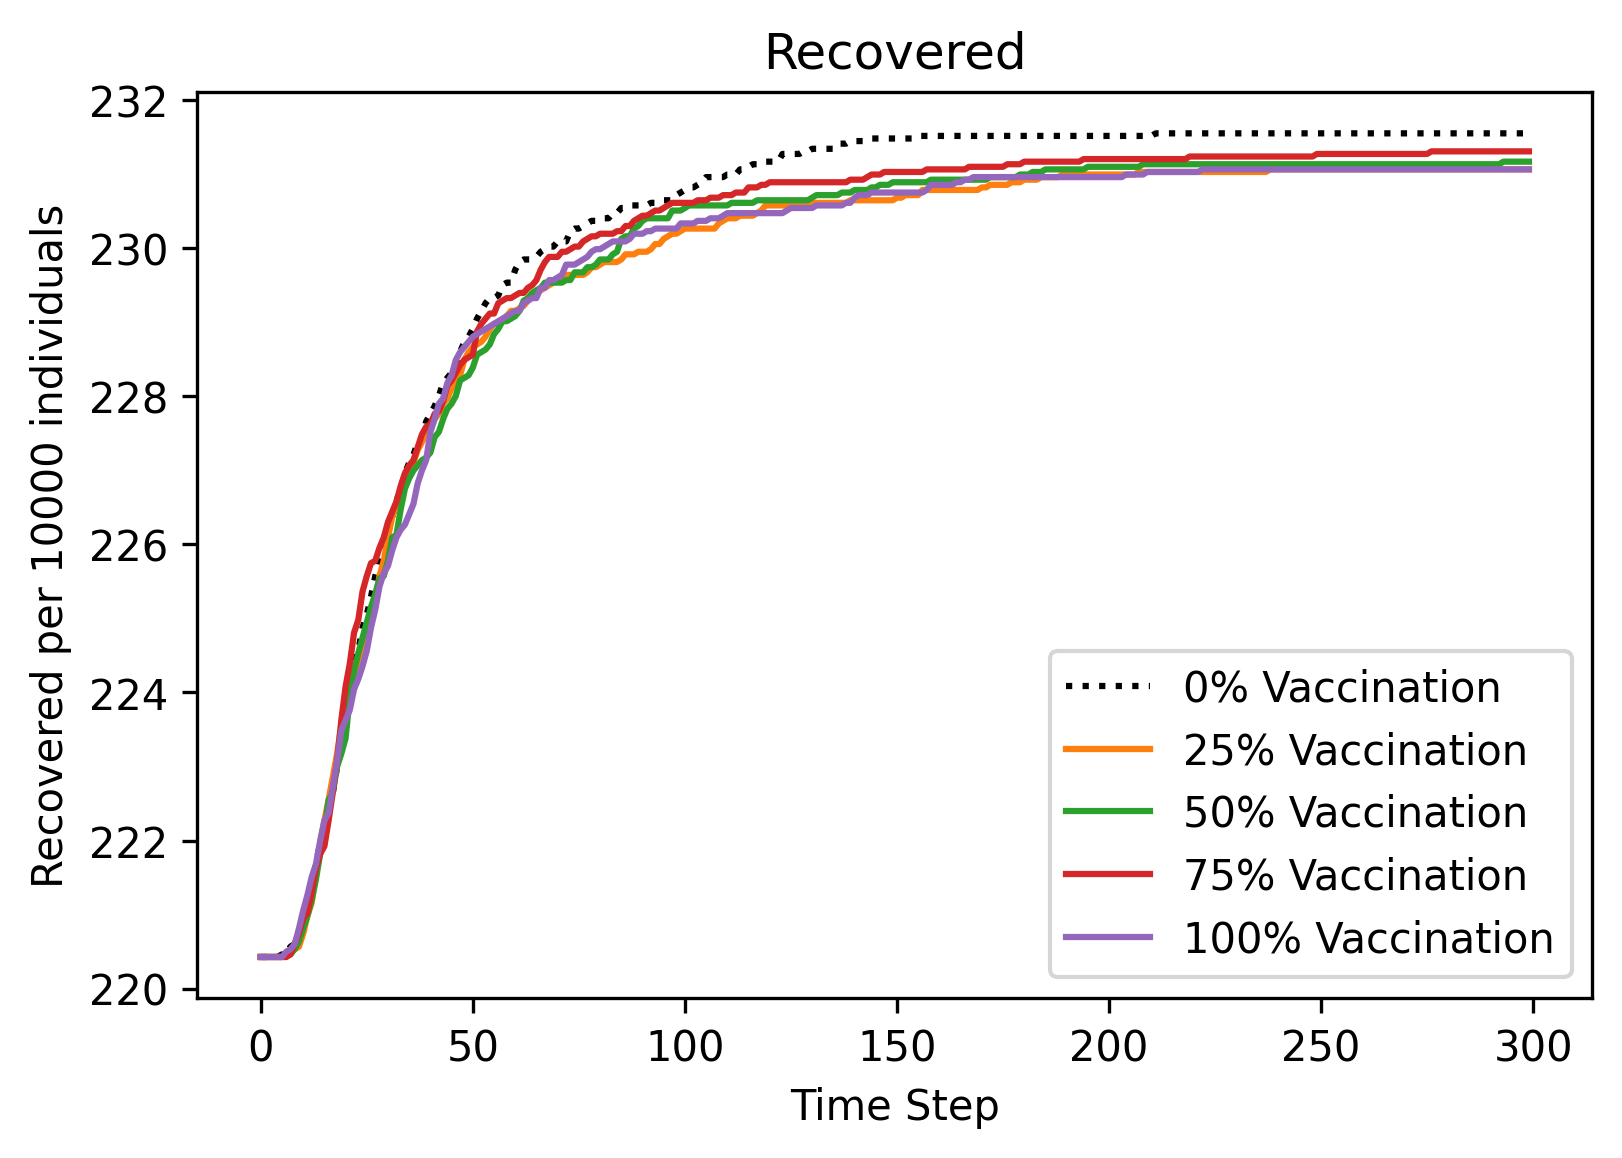 Recovered
Recovered per 10000 individuals
232
230
228
226
224
222
220
0% Vaccination
25% Vaccination
50% Vaccination
75% Vaccination
100% Vaccination
0 50 100 150 200 250 300
Time Step